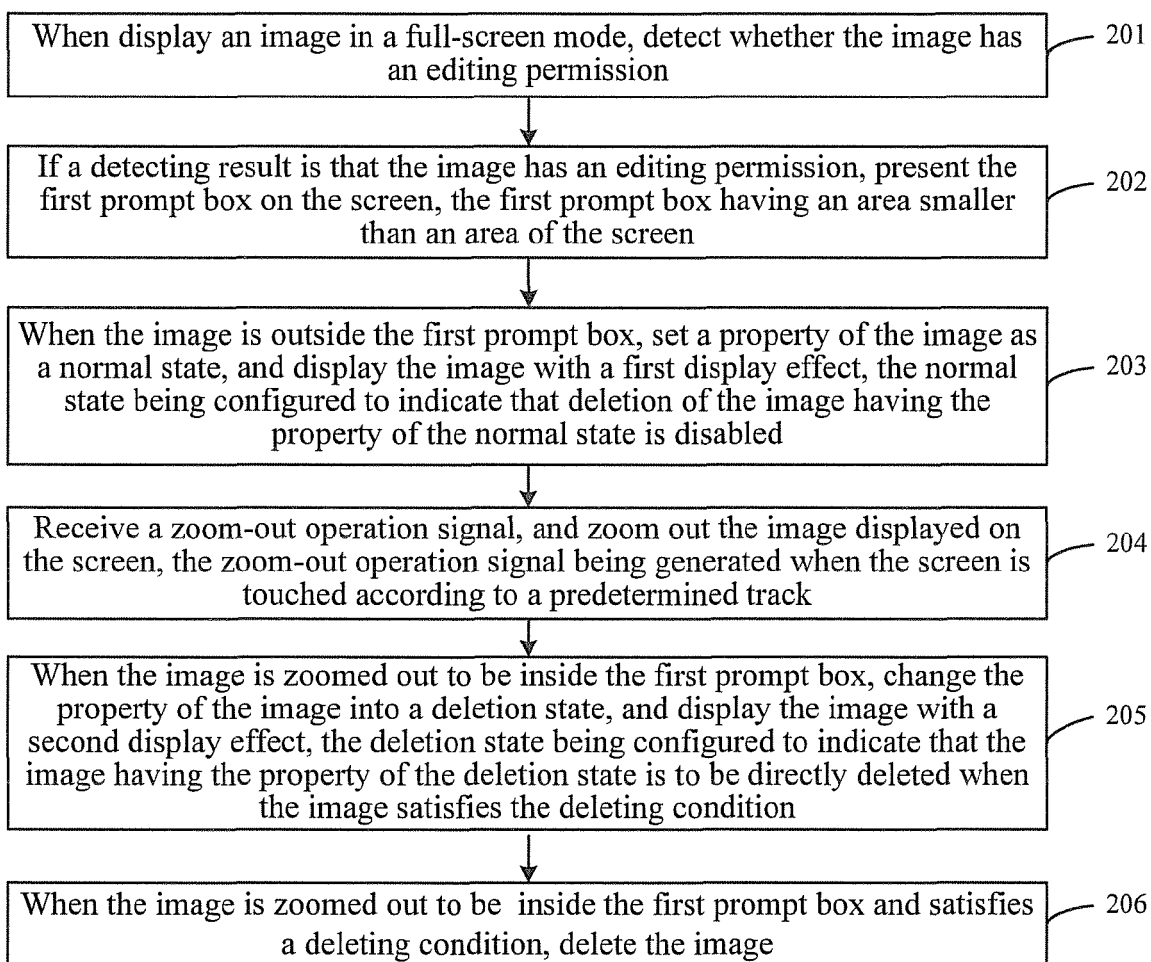 When display an image in a full-screen mode, detect whether the image has
an editing permission
201
If a detecting result is that the image has an editing permission, present the
first prompt box on the screen, the first prompt box having an area smaller
than an area of the screen
202
When the image is outside the first prompt box, set a property of the image as
a normal state, and display the image with a first display effect, the normal
state being configured to indicate that deletion of the image having the
property of the normal state is disabled
203
Receive a zoom-out operation signal, and zoom out the image displayed on
the screen, the zoom-out operation signal being generated when the screen is
touched according to a predetermined track
204
When the image is zoomed out to be inside the first prompt box, change the
property of the image into a deletion state, and display the image with a
second display effect, the deletion state being configured to indicate that the
image having the property of the deletion state is to be directly deleted when
the image satisfies the deleting condition
205
When the image is zoomed out to be inside the first prompt box and satisfies
a deleting condition, delete the image
206